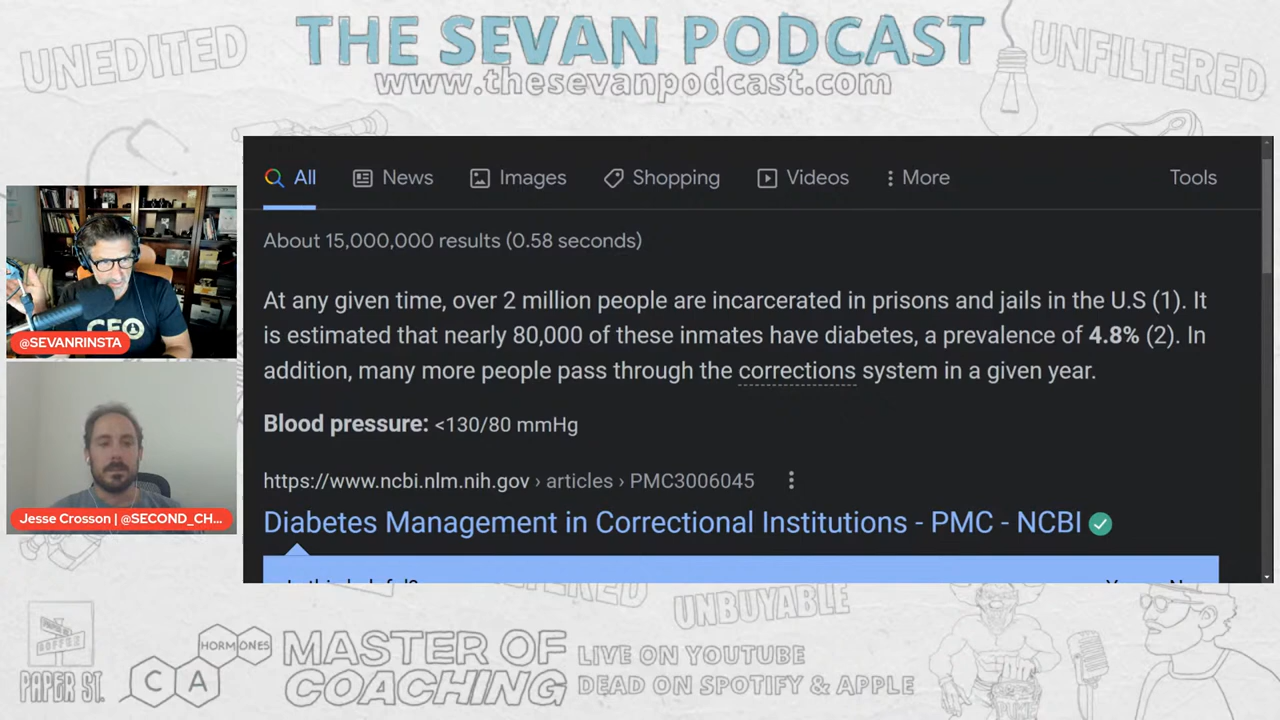 UNEDITED
THE SEVAN PODCAST
www.thesevanpodcast.com
UNFILTERED
All News Images Shopping Videos More Tools
About 15,000,000 results (0.58 seconds)
At any given time, over 2 million people are incarcerated in prisons and jails in the U.S (1). It
is estimated that nearly 80,000 of these inmates have diabetes, a prevalence of 4.8% (2). In
addition, many more people pass through the corrections system in a given year.
Blood pressure: <130/80 mmHg
https://www.ncbi.nlm.nih.gov › articles › PMC3006045
Diabetes Management in Correctional Institutions - PMC - NCBI
CEO
@SEVANRINSTA
Jesse Crosson | @SECOND_CH...
UNBUYABLE
COFFEE
PAPER ST.
HORMONES
CA
MASTER OF
COACHING
LIVE ON YOUTUBE
DEAD ON SPOTIFY & APPLE